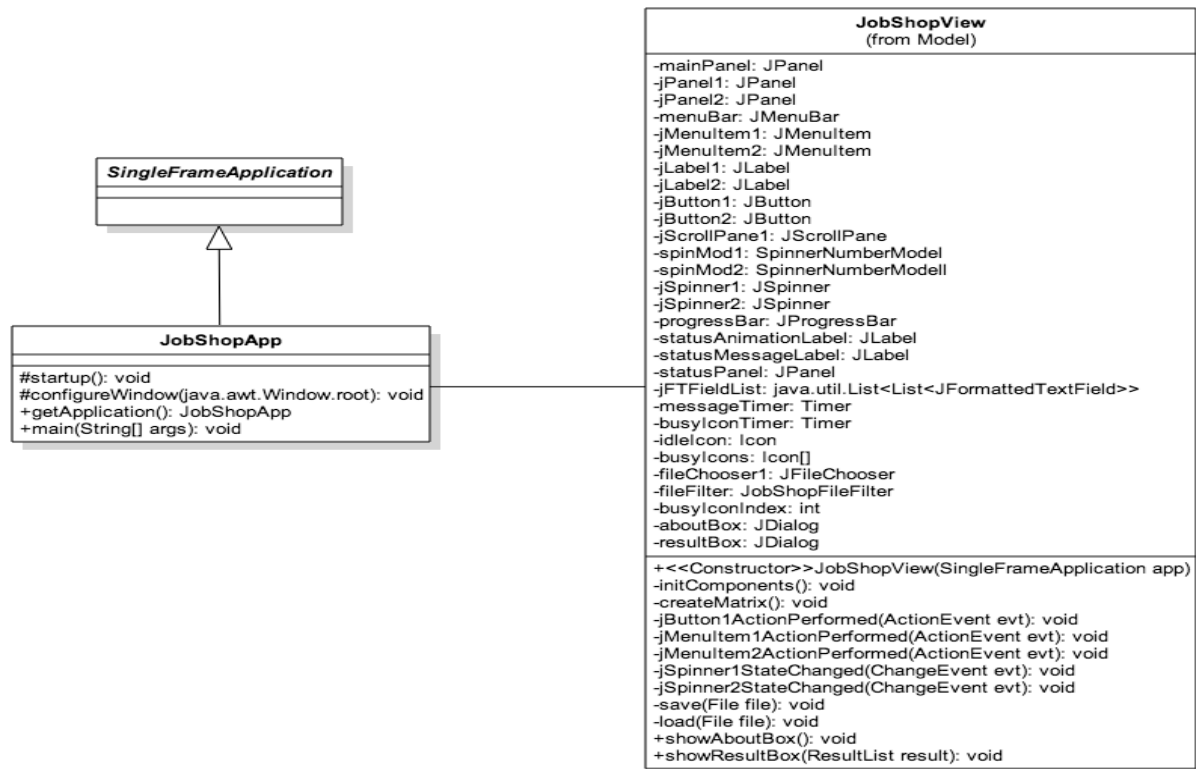 SingleFrameApplication
JobShopApp
#startup(): void
#configureWindow(java.awt.Window.root): void
+getApplication(): JobShopApp
+main(String[] args): void
JobShopView
(from Model)
-mainPanel: JPanel
-jPanel1: JPanel
-jPanel2: JPanel
-menuBar: JMenuBar
-jMenuItem1: JMenuItem
-jMenuItem2: JMenuItem
-jLabel1: JLabel
-jLabel2: JLabel
-jButton1: JButton
-jButton2: JButton
-jScrollPane1: JScrollPane
-spinMod1: SpinnerNumberModel
-spinMod2: SpinnerNumberModell
-jSpinner1: JSpinner
-jSpinner2: JSpinner
-progressBar: JProgressBar
-statusAnimationLabel: JLabel
-statusMessageLabel: JLabel
-statusPanel: JPanel
-jFTFieldList: java.util.List<List<JFormattedTextField>>
-messageTimer: Timer
-busyIconTimer: Timer
-idleIcon: Icon
-busyIcons: Icon[]
-fileChooser1: JFileChooser
-fileFilter: JobShopFileFilter
-busyIconIndex: int
-aboutBox: JDialog
-resultBox: JDialog
+<<Constructor>>JobShopView(SingleFrameApplication app)
-initComponents(): void
-createMatrix(): void
-jButton1ActionPerformed(ActionEvent evt): void
-jMenuItem1ActionPerformed(ActionEvent evt): void
-jMenuItem2ActionPerformed(ActionEvent evt): void
-jSpinner1StateChanged(ChangeEvent evt): void
-jSpinner2StateChanged(ChangeEvent evt): void
-save(File file): void
-load(File file): void
+showAboutBox(): void
+showResultBox(ResultList result): void